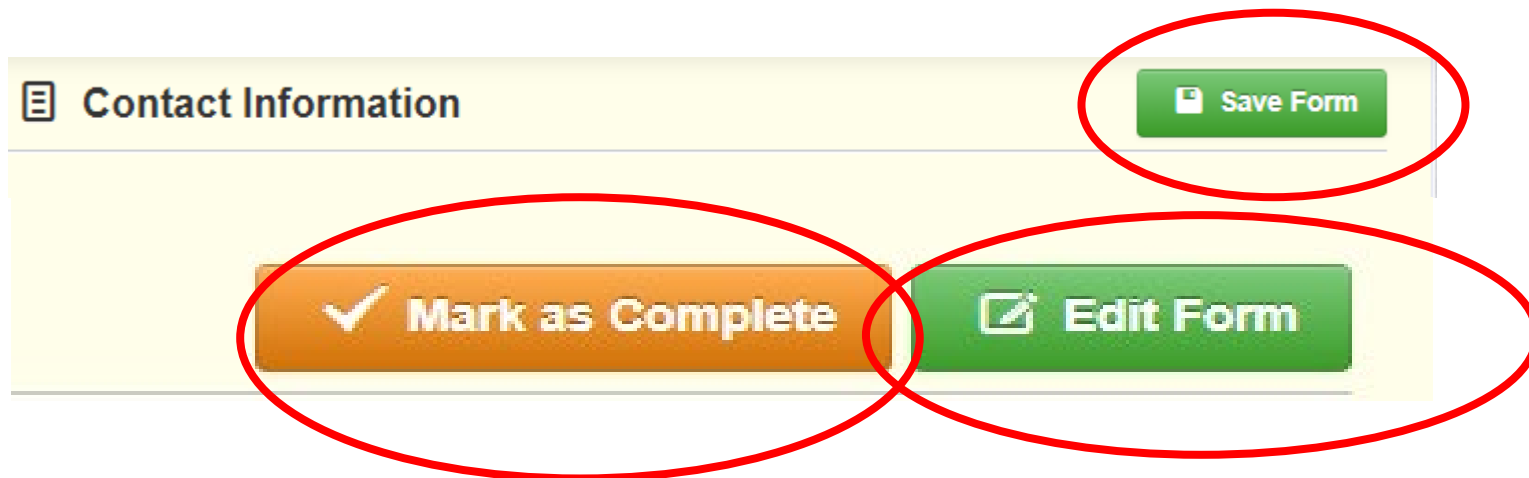 Contact Information
Save Form
Mark as Complete
Edit Form